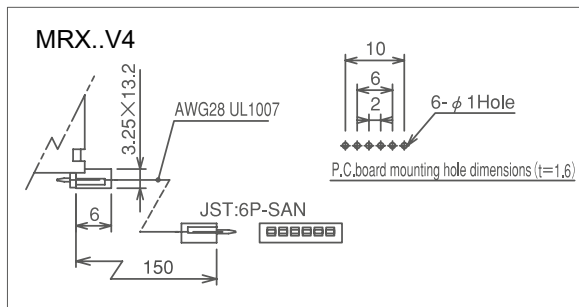 MRX..V4
10
6
2
3.25×13.2
AWG28 UL1007
6-φ1Hole
P.C.board mounting hole dimensions (t=1.6)
6
JST:6P-SAN
150